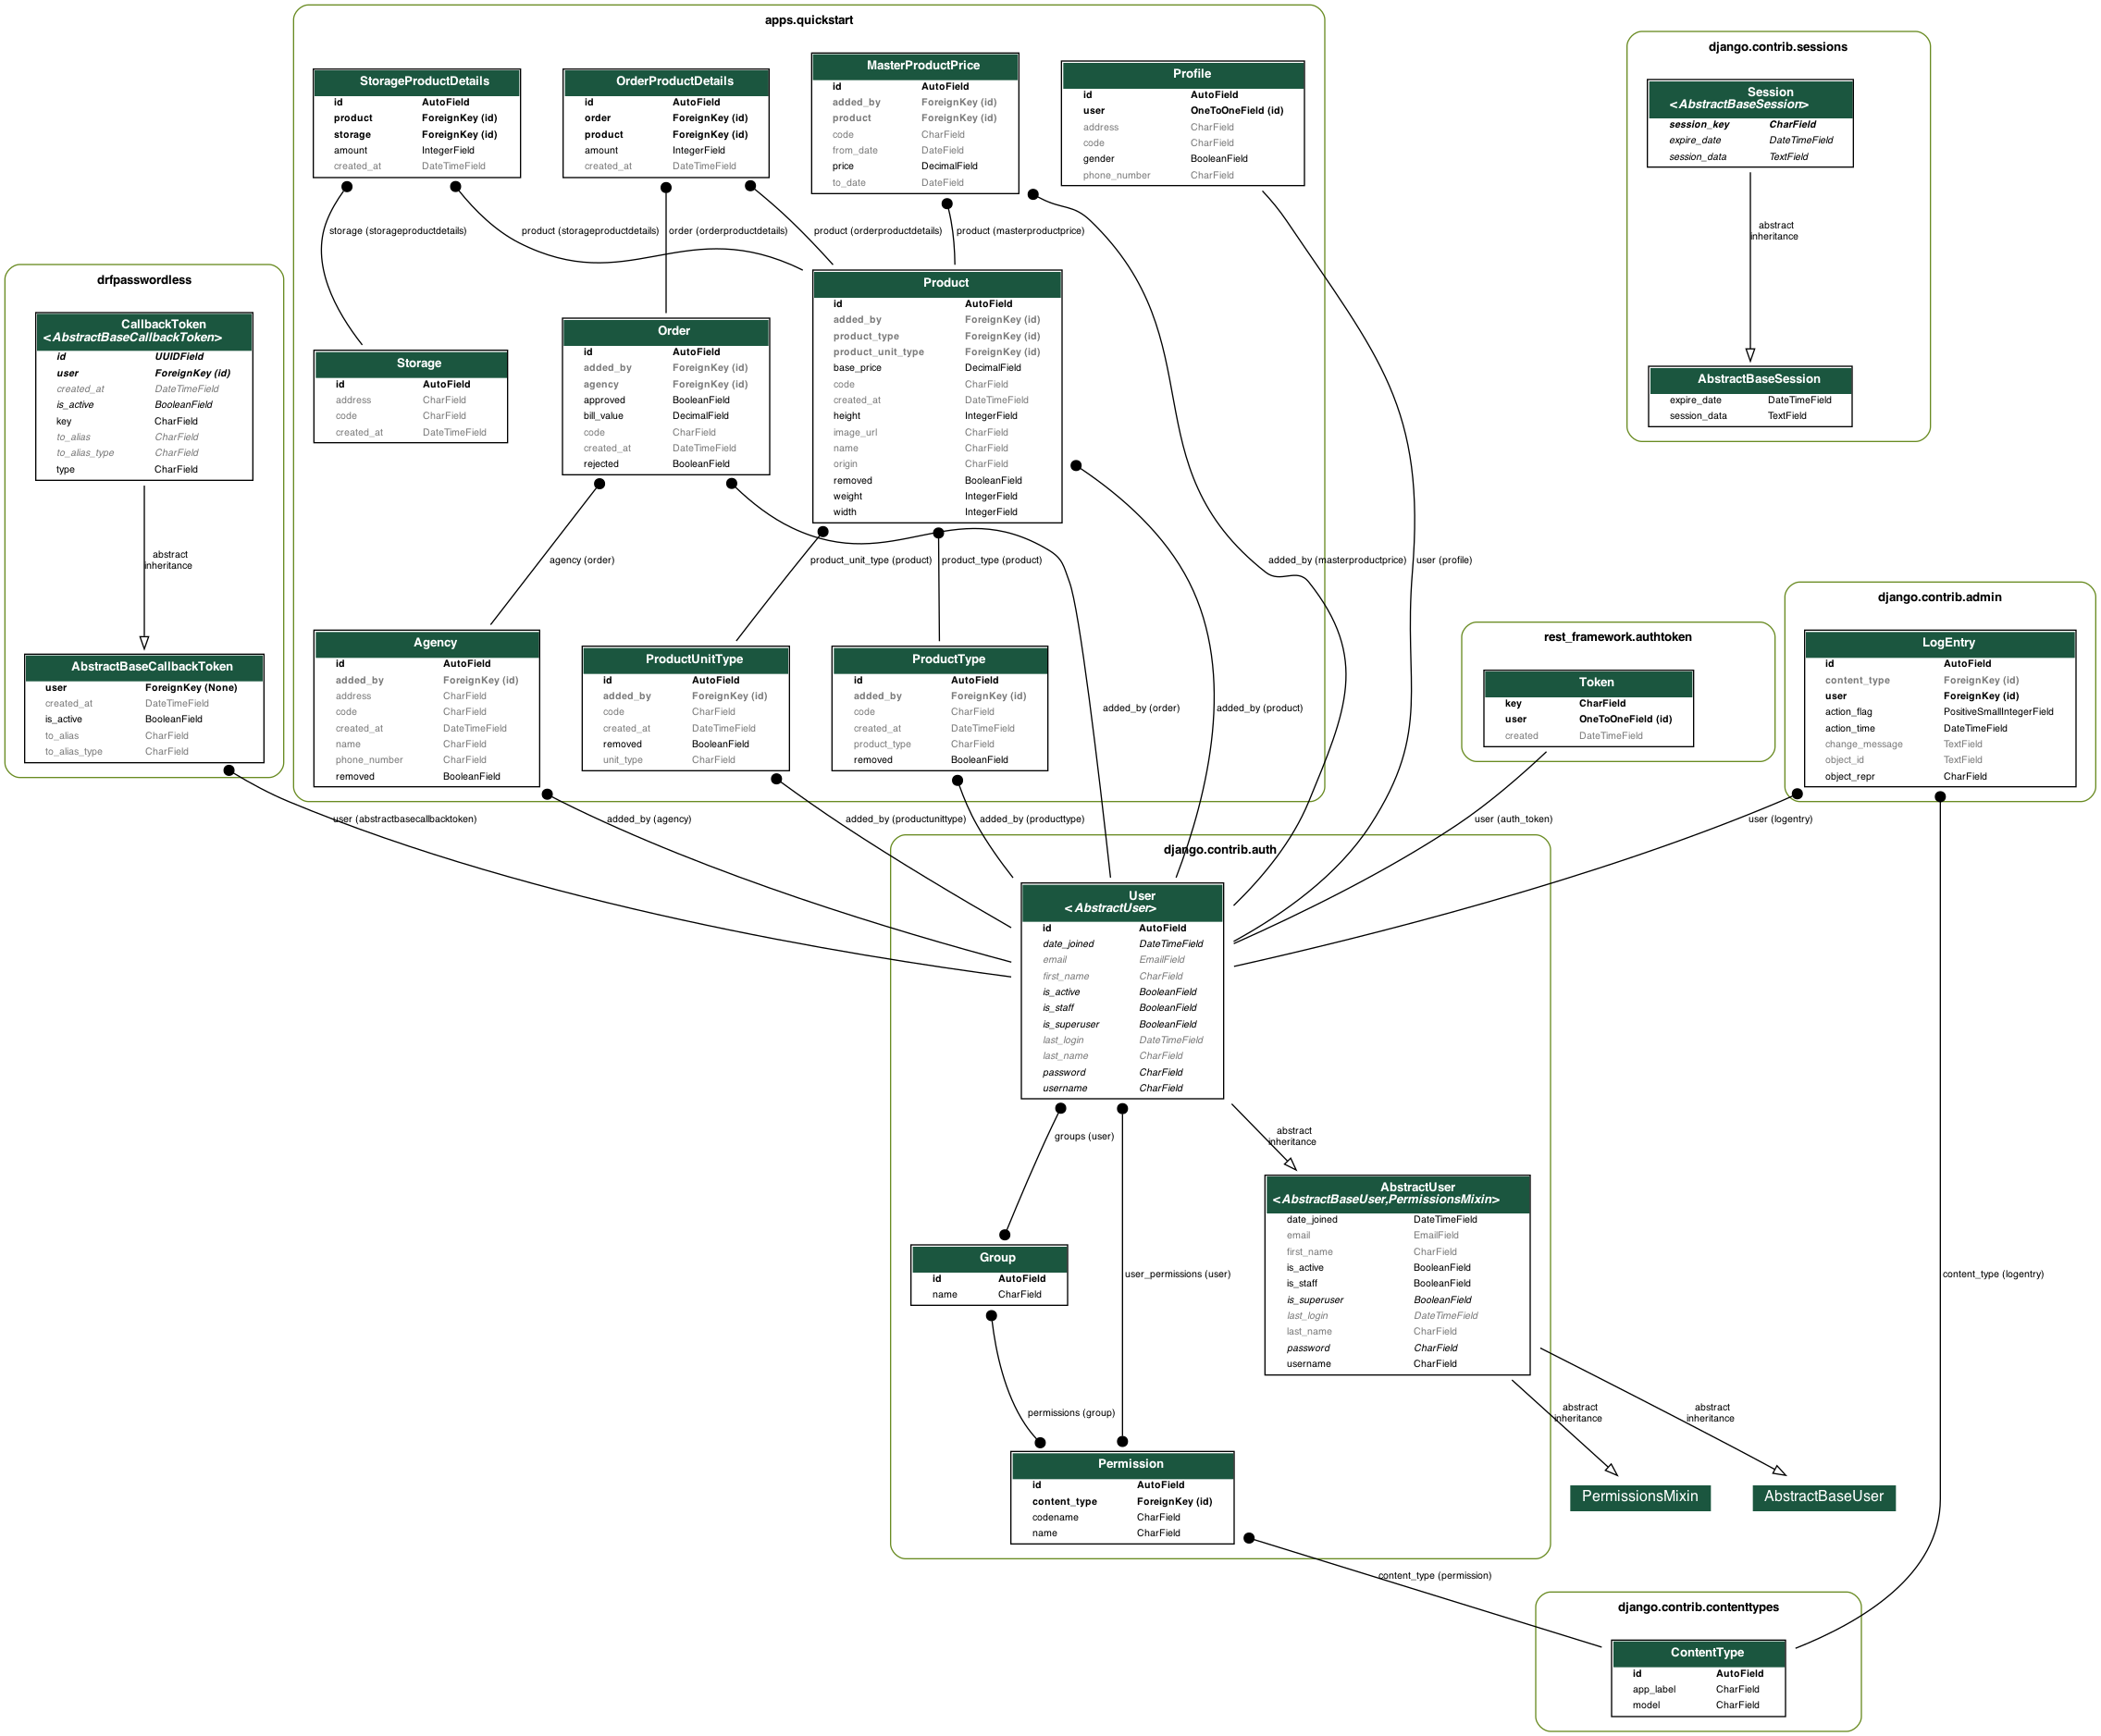 apps.quickstart
StorageProductDetails
id AutoField
product ForeignKey (id)
storage ForeignKey (id)
amount IntegerField
created_at DateTimeField
OrderProductDetails
id AutoField
order ForeignKey (id)
product ForeignKey (id)
amount IntegerField
created_at DateTimeField
MasterProductPrice
id AutoField
added_by ForeignKey (id)
product ForeignKey (id)
code CharField
from_date DateField
price DecimalField
to_date DateField
Profile
id AutoField
user OneToOneField (id)
address CharField
code CharField
gender BooleanField
phone_number CharField
storage (storageproductdetails)
product (storageproductdetails)
order (orderproductdetails)
product (orderproductdetails)
product (masterproductprice)
Storage
id AutoField
address CharField
code CharField
created_at DateTimeField
Order
id AutoField
added_by ForeignKey (id)
agency ForeignKey (id)
approved BooleanField
bill_value DecimalField
code CharField
created_at DateTimeField
rejected BooleanField
Product
id AutoField
added_by ForeignKey (id)
product_type ForeignKey (id)
product_unit_type ForeignKey (id)
base_price DecimalField
code CharField
created_at DateTimeField
height IntegerField
image_url CharField
name CharField
origin CharField
removed BooleanField
weight IntegerField
width IntegerField
agency (order)
product_unit_type (product)
product_type (product)
added_by (masterproductprice)
user (profile)
Agency
id AutoField
added_by ForeignKey (id)
address CharField
code CharField
created_at DateTimeField
name CharField
phone_number CharField
removed BooleanField
ProductUnitType
id AutoField
added_by ForeignKey (id)
code CharField
created_at DateTimeField
removed BooleanField
unit_type CharField
ProductType
id AutoField
added_by ForeignKey (id)
code CharField
created_at DateTimeField
product_type CharField
removed BooleanField
added_by (order)
added_by (product)
django.contrib.sessions
Session
<AbstractBaseSession>
session_key CharField
expire_date DateTimeField
session_data TextField
abstract
inheritance
AbstractBaseSession
expire_date DateTimeField
session_data TextField
drfpasswordless
CallbackToken
<AbstractBaseCallbackToken>
id UUIDField
user ForeignKey (id)
created_at DateTimeField
is_active BooleanField
key CharField
to_alias CharField
to_alias_type CharField
type CharField
abstract
inheritance
AbstractBaseCallbackToken
user ForeignKey (None)
created_at DateTimeField
is_active BooleanField
to_alias CharField
to_alias_type CharField
rest_framework.authtoken
Token
key CharField
user OneToOneField (id)
created DateTimeField
django.contrib.admin
LogEntry
id AutoField
content_type ForeignKey (id)
user ForeignKey (id)
action_flag PositiveSmallIntegerField
action_time DateTimeField
change_message TextField
object_id TextField
object_repr CharField
user (abstractbasecallbacktoken)
added_by (agency)
added_by (productunittype)
added_by (producttype)
user (auth_token)
user (logentry)
django.contrib.auth
User
<AbstractUser>
id AutoField
date_joined DateTimeField
email EmailField
first_name CharField
is_active BooleanField
is_staff BooleanField
is_superuser BooleanField
last_login DateTimeField
last_name CharField
password CharField
username CharField
groups (user)
abstract
inheritance
AbstractUser
<AbstractBaseUser,PermissionsMixin>
date_joined DateTimeField
email EmailField
first_name CharField
is_active BooleanField
is_staff BooleanField
is_superuser BooleanField
last_login DateTimeField
last_name CharField
password CharField
username CharField
Group
id AutoField
name CharField
user_permissions (user)
content_type (logentry)
permissions (group)
abstract
inheritance
abstract
inheritance
Permission
id AutoField
content_type ForeignKey (id)
codename CharField
name CharField
PermissionsMixin
AbstractBaseUser
content_type (permission)
django.contrib.contenttypes
ContentType
id AutoField
app_label CharField
model CharField